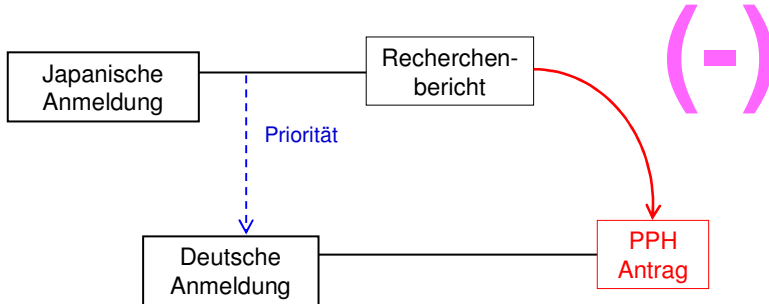 (-)
Recherchen-
bericht
Japanische
Anmeldung
Priorität
PPH
Antrag
Deutsche
Anmeldung